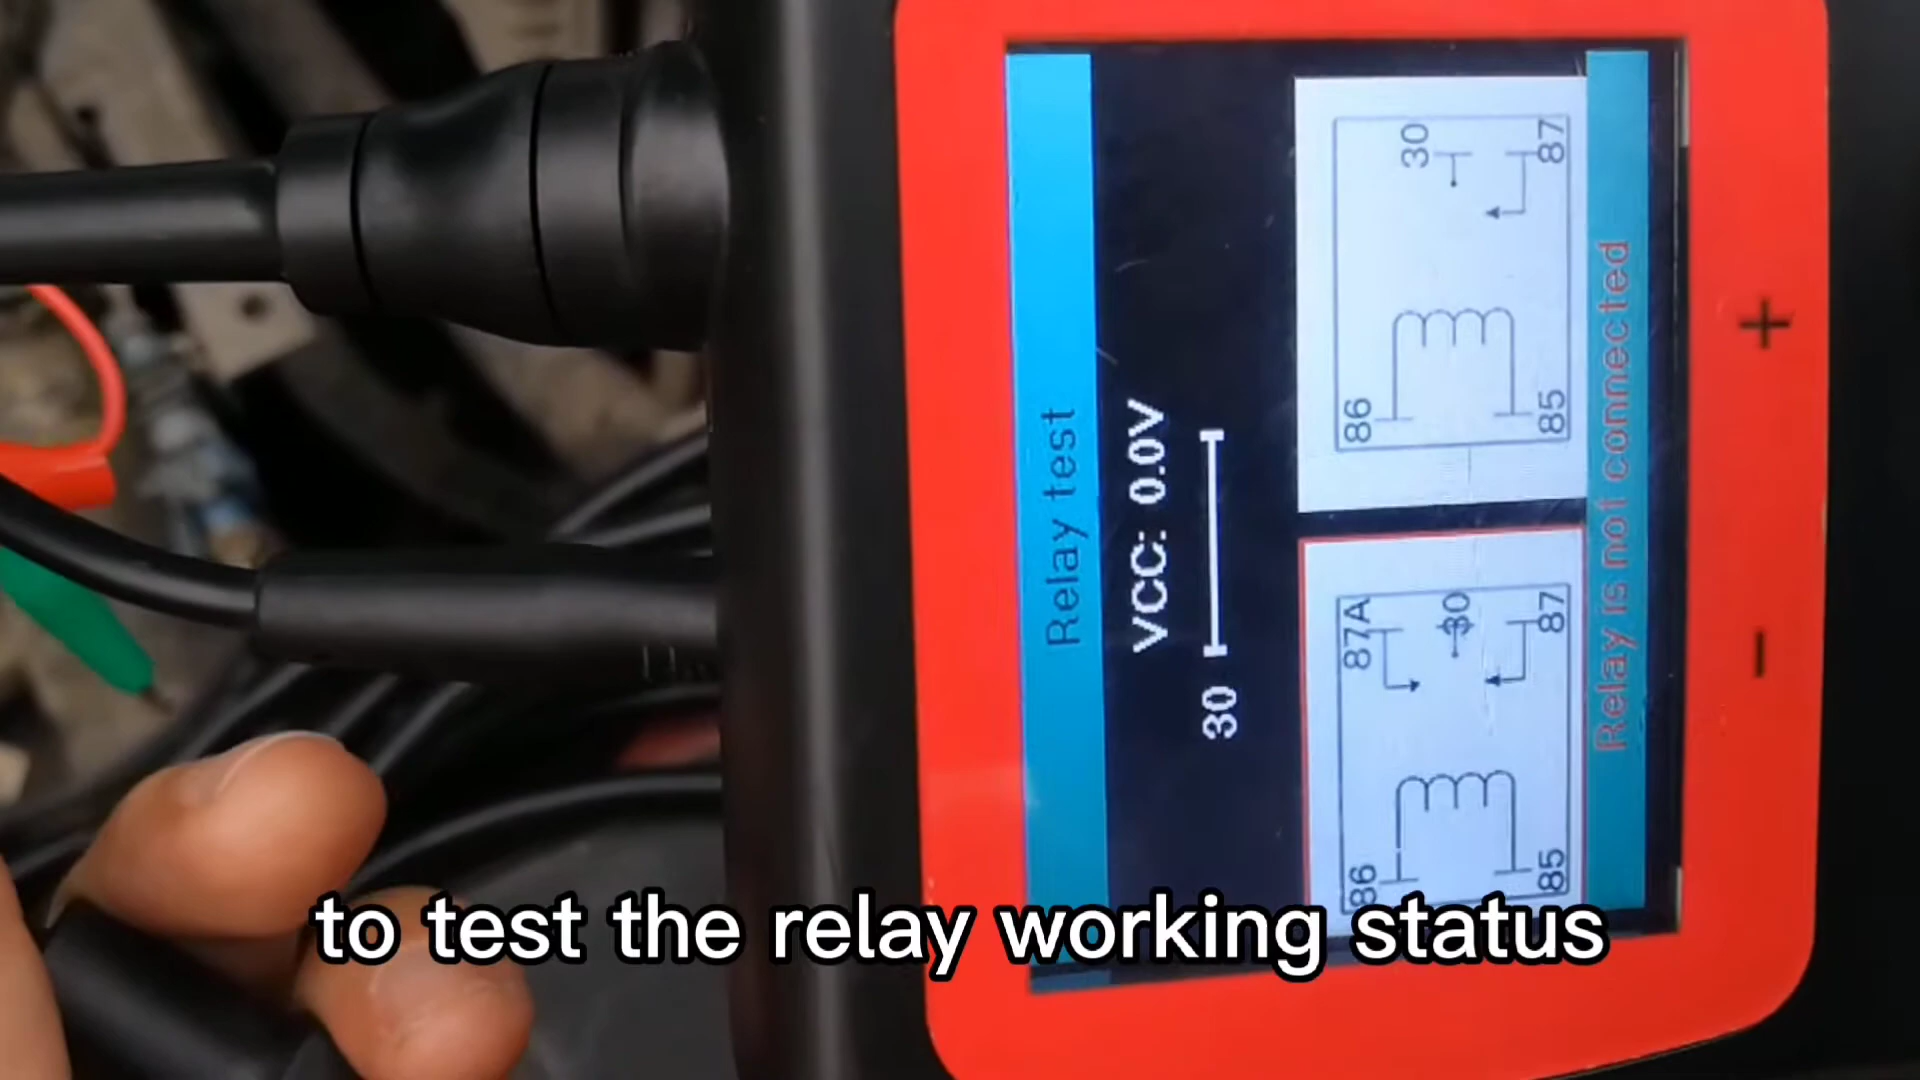 Relay test
VCC: 0.0V
30
87A
30
87
86
85
30
87
86
85
Relay is not connected
+
-
to test the relay working status